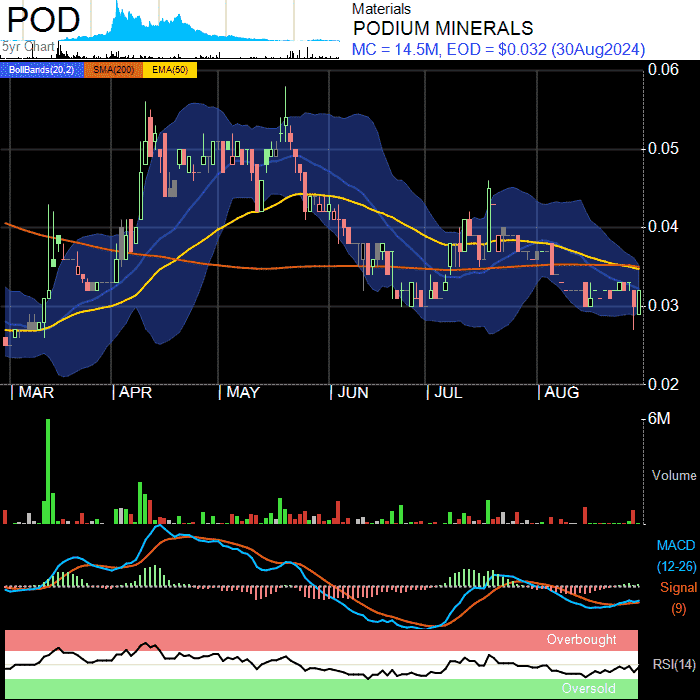 POD
5yr Chart
Materials
PODIUM MINERALS
MC = 14.5M, EOD = $0.032 (30Aug2024)
BollBands(20,2) SMA(200) EMA(50)
0.06
0.05
0.04
0.03
0.02
MAR APR MAY JUN JUL AUG
6M
Volume
MACD
(12-26)
Signal
(9)
Overbought
RSI(14)
Oversold